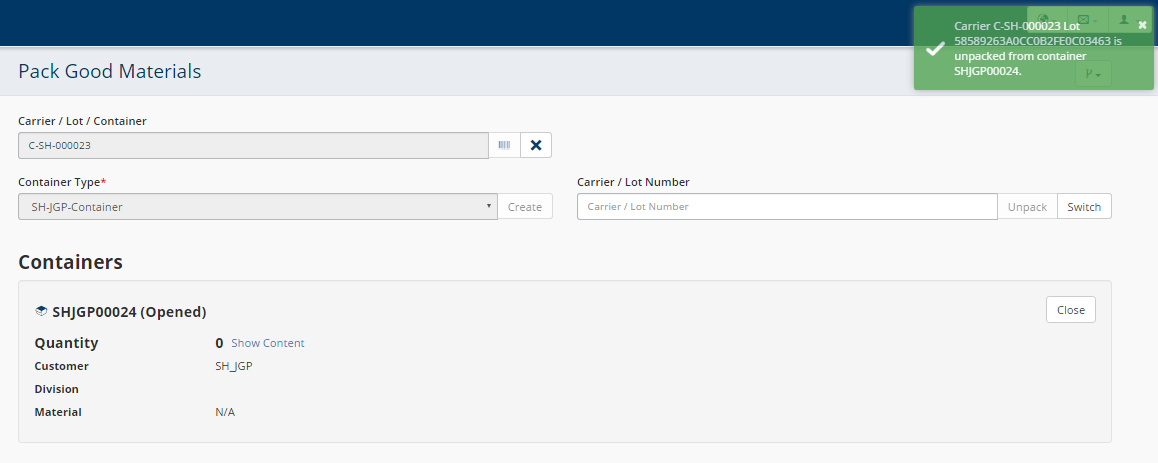 Carrier C-SH-000023 Lot
58589263A0CC0B2FE0C03463 is
unpacked from container
SHJGP00024.
Pack Good Materials
Carrier / Lot / Container
C-SH-000023
Container Type*
SH-JGP-Container
Create
Carrier / Lot Number
Carrier / Lot Number
Unpack
Switch
Containers
SHJGP00024 (Opened)
Close
Quantity 0 Show Content
Customer SH_JGP
Division
Material N/A